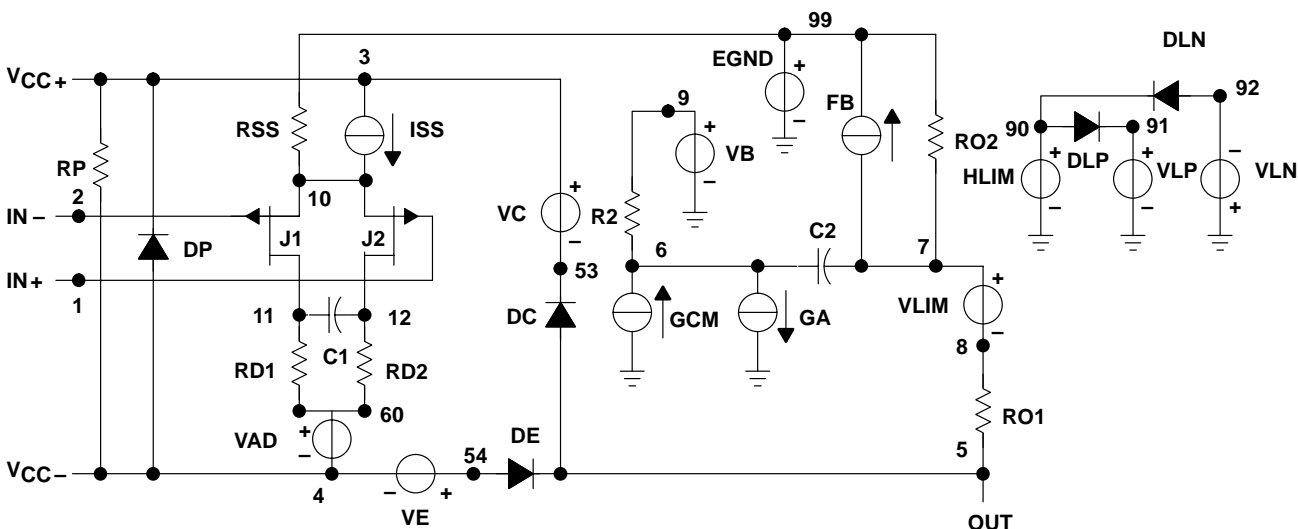 99
DLN
3
EGND
+
VCC+
92
9
FB
RSS
ISS
+
90
91
-
VB
RO2
DLP
RP
+
+
-
HLIM
VLP
VLN
10
2
+
VC
R2
IN-
J1
J2
C2
DP
6
7
IN+
53
+
1
GCM
GA
VLIM
11
12
DC
C1
8
RD1
RD2
RO1
60
+
VAD
DE
54
5
VCC-
4
-
+
VE
OUT